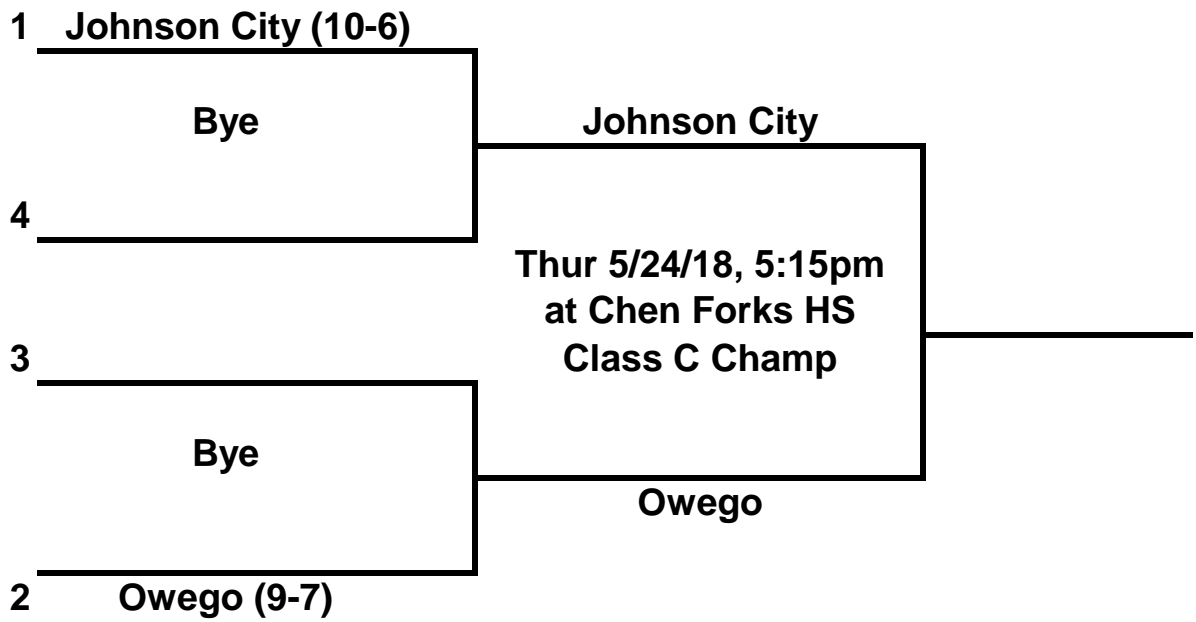 1 Johnson City (10-6)
Bye
Johnson City
4
Thur 5/24/18, 5:15pm
at Chen Forks HS
Class C Champ
3
Bye
Owego
2 Owego (9-7)